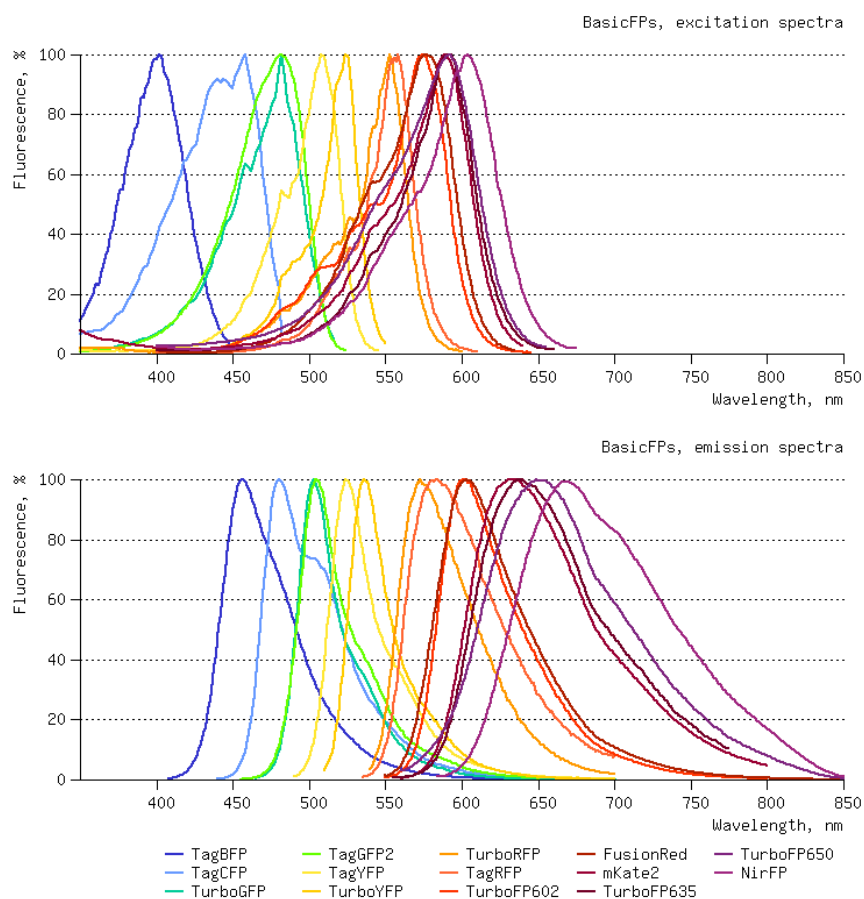 BasicFPs, excitation spectra
Fluorescence, %
100
80
60
40
20
0
400 450 500 550 600 650 700 750 800 850
Wavelength, nm
BasicFPs, emission spectra
Fluorescence, %
100
80
60
40
20
0
400 450 500 550 600 650 700 750 800 850
Wavelength, nm
TagBFP TagGFP2 TurboRFP FusionRed TurboFP650
TagCFP TagYFP TagRFP mKate2 NirFP
TurboGFP TurboYFP TurboFP602 TurboFP635